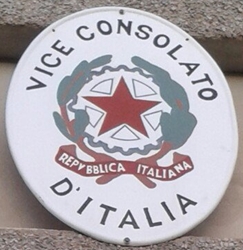 VICE CONSOLATO
REPVBBLICA ITALIANA
D'ITALIA